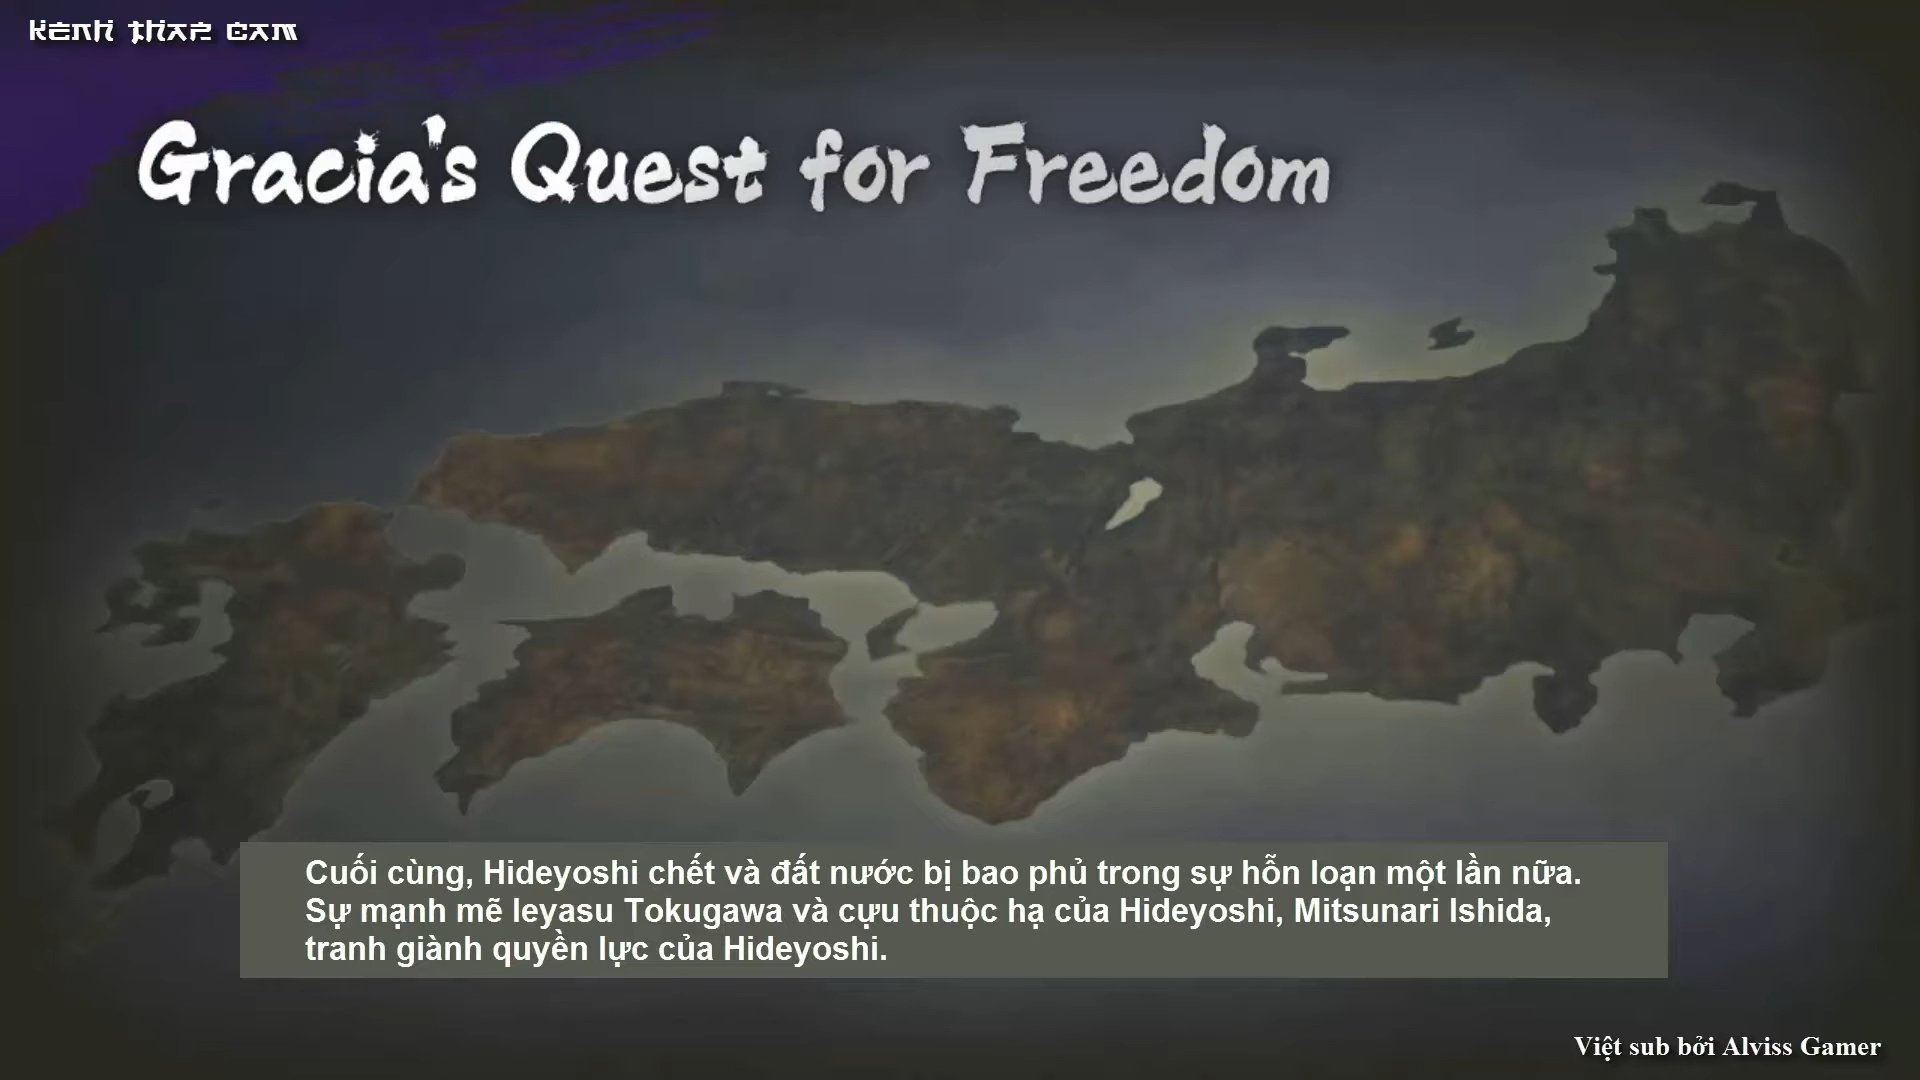 KENH THAP CAM
Gracia's Quest for Freedom
Cuối cùng, Hideyoshi chết và đất nước bị bao phủ trong sự hỗn loạn một lần nữa.
Sự mạnh mẽ Ieyasu Tokugawa và cựu thuộc hạ của Hideyoshi, Mitsunari Ishida,
tranh giành quyền lực của Hideyoshi.
Việt sub bởi Alviss Gamer